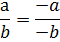 a/b = −a/−b